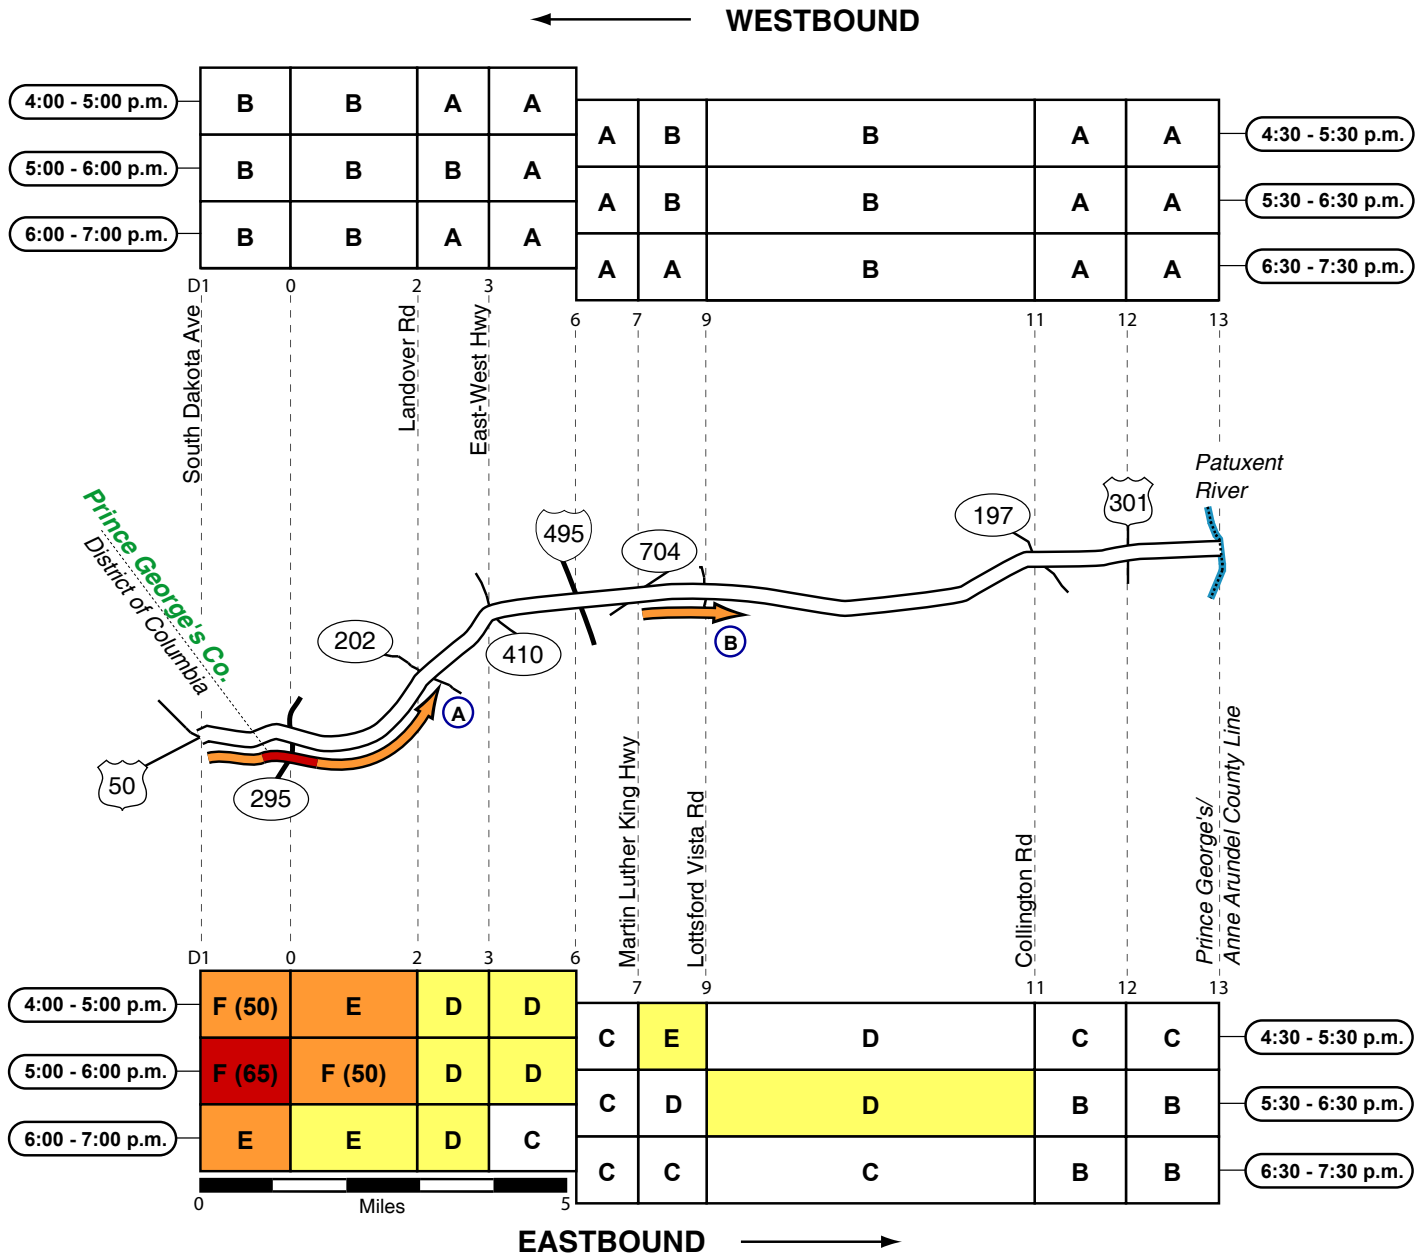 WESTBOUND
4:00 - 5:00 p.m. B B A A
A B B A A 4:30 - 5:30 p.m.
5:00 - 6:00 p.m. B B B A
A B B A A 5:30 - 6:30 p.m.
6:00 - 7:00 p.m. B B A A
A A B A A 6:30 - 7:30 p.m.
D1 0 2 3
6 7 9 11 12 13
South Dakota Ave
Landover Rd
East-West Hwy
Patuxent
River
Prince George's Co.
District of Columbia
495
704
197
301
202
410
A
B
50
295
Martin Luther King Hwy
Lottsford Vista Rd
Collington Rd
Prince George's/
Anne Arundel County Line
D1 0 2 3 6
7 9 11 12 13
4:00 - 5:00 p.m. F (50) E D D
C E D C C 4:30 - 5:30 p.m.
5:00 - 6:00 p.m. F (65) F (50) D D
C D D B B 5:30 - 6:30 p.m.
6:00 - 7:00 p.m. E E D C
C C C B B 6:30 - 7:30 p.m.
0 Miles 5
EASTBOUND